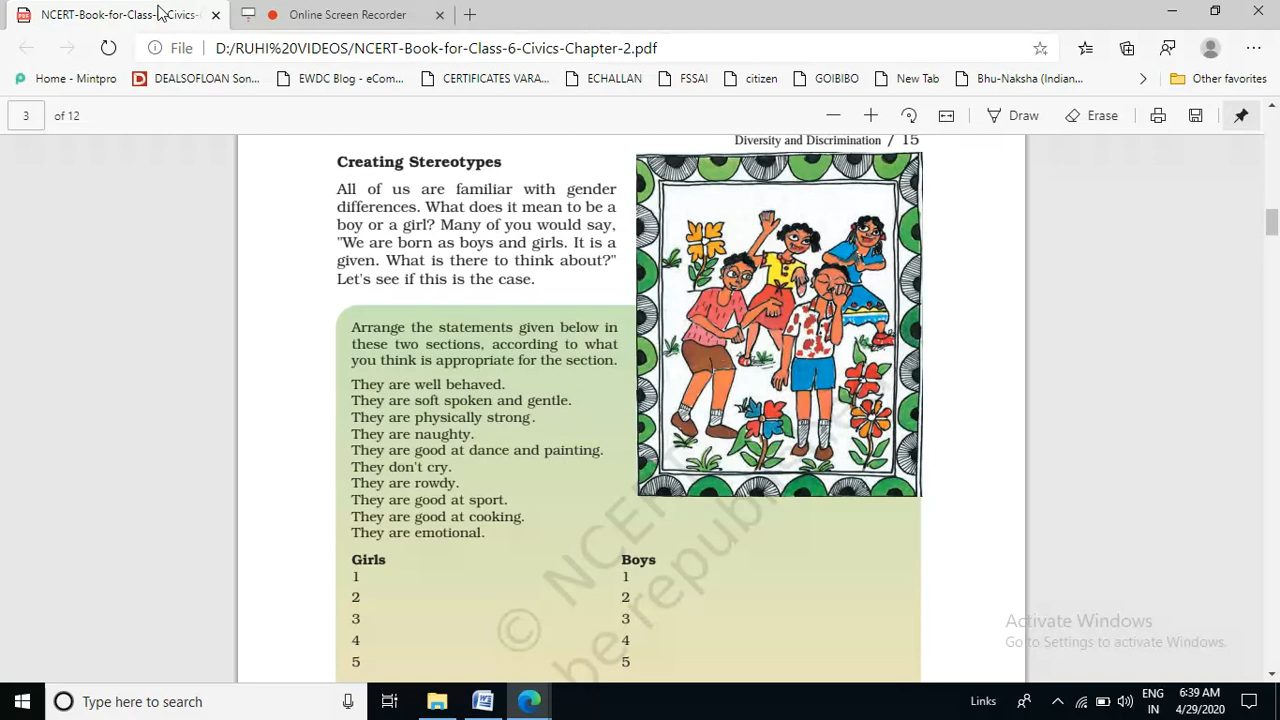 NCERT-Book-for-Class-6-Civics-
Online Screen Recorder
File
D:/RUHI%20VIDEOS/NCERT-Book-for-Class-6-Civics-Chapter-2.pdf
Home - Mintpro
DEALSOFLOAN Son...
EWDC Blog - eCom...
CERTIFICATES VARA...
ECHALLAN
FSSAI
citizen
GOIBIBO
New Tab
Bhu-Naksha (Indian...
Other favorites
3 of 12
Draw
Erase
Diversity and Discrimination / 15
Creating Stereotypes
All of us are familiar with gender
differences. What does it mean to be a
boy or a girl? Many of you would say,
"We are born as boys and girls. It is a
given. What is there to think about?"
Let's see if this is the case.
Arrange the statements given below in
these two sections, according to what
you think is appropriate for the section.
They are well behaved.
They are soft spoken and gentle.
They are physically strong.
They are naughty.
They are good at dance and painting.
They don't cry.
They are rowdy.
They are good at sport.
They are good at cooking.
They are emotional.
Girls
1
2
3
4
5
Boys
1
2
3
4
5
© NCER
be republi
Activate Windows
Go to Settings to activate Windows.
Type here to search
Links
ENG
IN
6:39 AM
4/29/2020